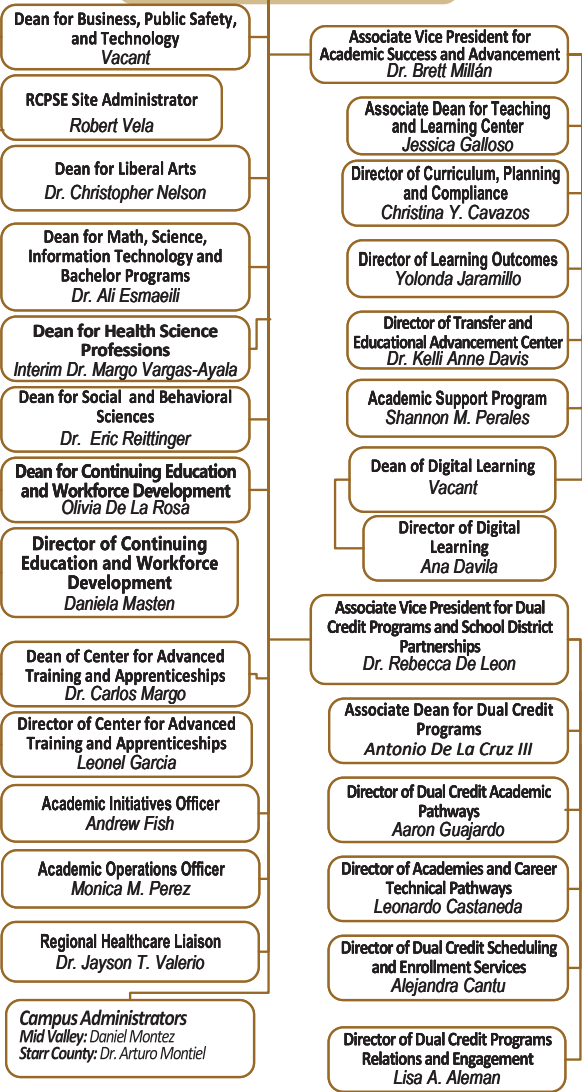 Dean for Business, Public Safety,
and Technology
Vacant
RCPSE Site Administrator
Robert Vela
Dean for Liberal Arts
Dr. Christopher Nelson
Dean for Math, Science,
Information Technology and
Bachelor Programs
Dr. Ali Esmaeili
Dean for Health Science
Professions
Interim Dr. Margo Vargas-Ayala
Dean for Social and Behavioral
Sciences
Dr. Eric Reittinger
Dean for Continuing Education
and Workforce Development
Olivia De La Rosa
Director of Continuing
Education and Workforce
Development
Daniela Masten
Dean of Center for Advanced
Training and Apprenticeships
Dr. Carlos Margo
Director of Center for Advanced
Training and Apprenticeships
Leonel Garcia
Academic Initiatives Officer
Andrew Fish
Academic Operations Officer
Monica M. Perez
Regional Healthcare Liaison
Dr. Jayson T. Valerio
Campus Administrators
Mid Valley: Daniel Montez
Starr County: Dr. Arturo Montiel
Associate Vice President for
Academic Success and Advancement
Dr. Brett Millán
Associate Dean for Teaching
and Learning Center
Jessica Galloso
Director of Curriculum, Planning
and Compliance
Christina Y. Cavazos
Director of Learning Outcomes
Yolonda Jaramillo
Director of Transfer and
Educational Advancement Center
Dr. Kelli Anne Davis
Academic Support Program
Shannon M. Perales
Dean of Digital Learning
Vacant
Director of Digital
Learning
Ana Davila
Associate Vice President for Dual
Credit Programs and School District
Partnerships
Dr. Rebecca De Leon
Associate Dean for Dual Credit
Programs
Antonio De La Cruz III
Director of Dual Credit Academic
Pathways
Aaron Guajardo
Director of Academies and Career
Technical Pathways
Leonardo Castaneda
Director of Dual Credit Scheduling
and Enrollment Services
Alejandra Cantu
Director of Dual Credit Programs
Relations and Engagement
Lisa A. Aleman